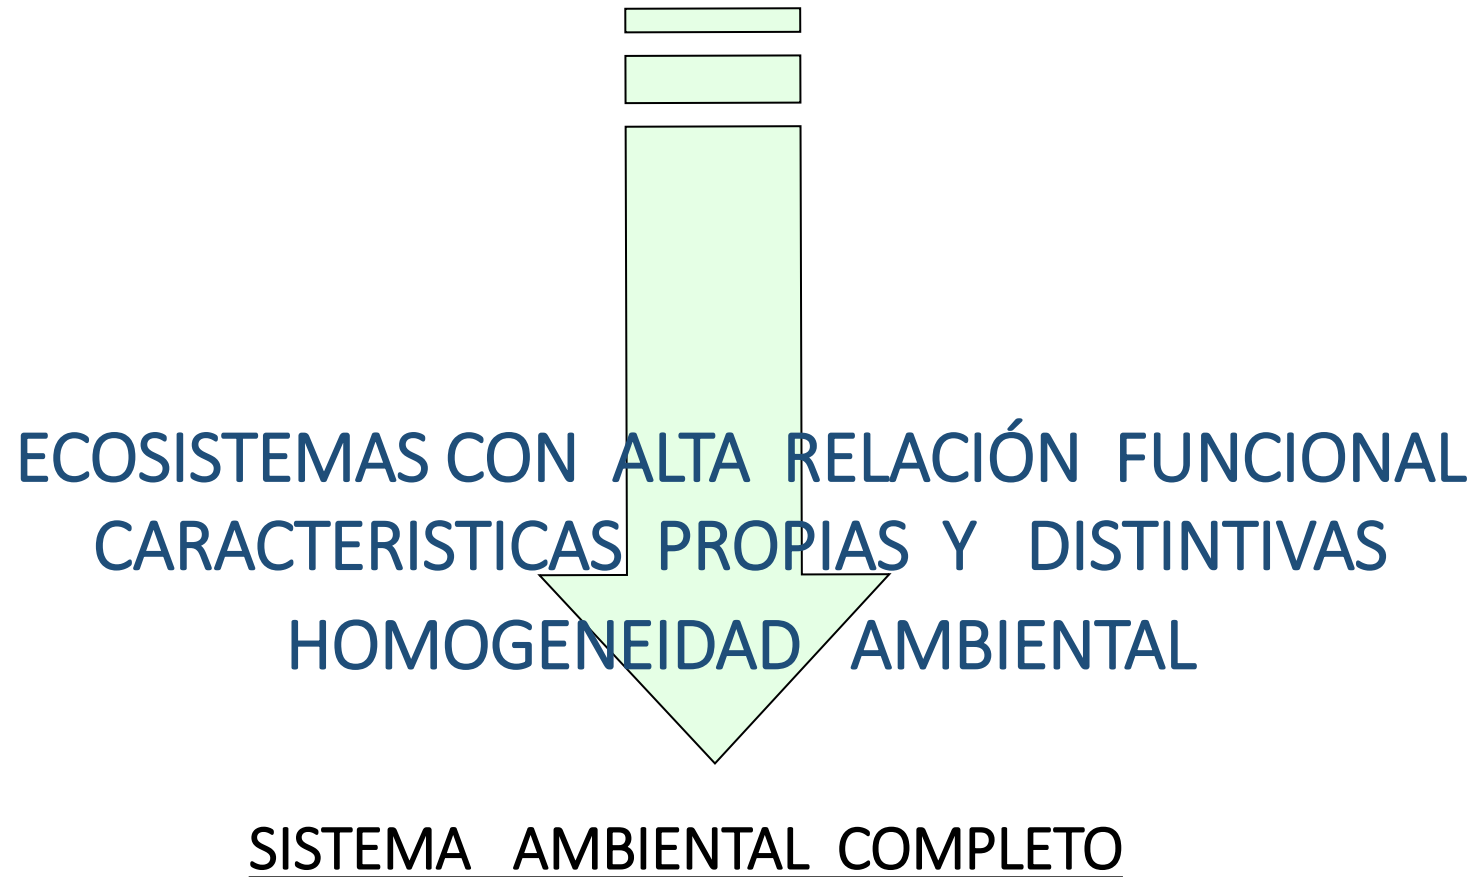 ECOSISTEMAS CON ALTA RELACIÓN FUNCIONAL
CARACTERISTICAS PROPIAS Y DISTINTIVAS
HOMOGENEIDAD AMBIENTAL
SISTEMA AMBIENTAL COMPLETO